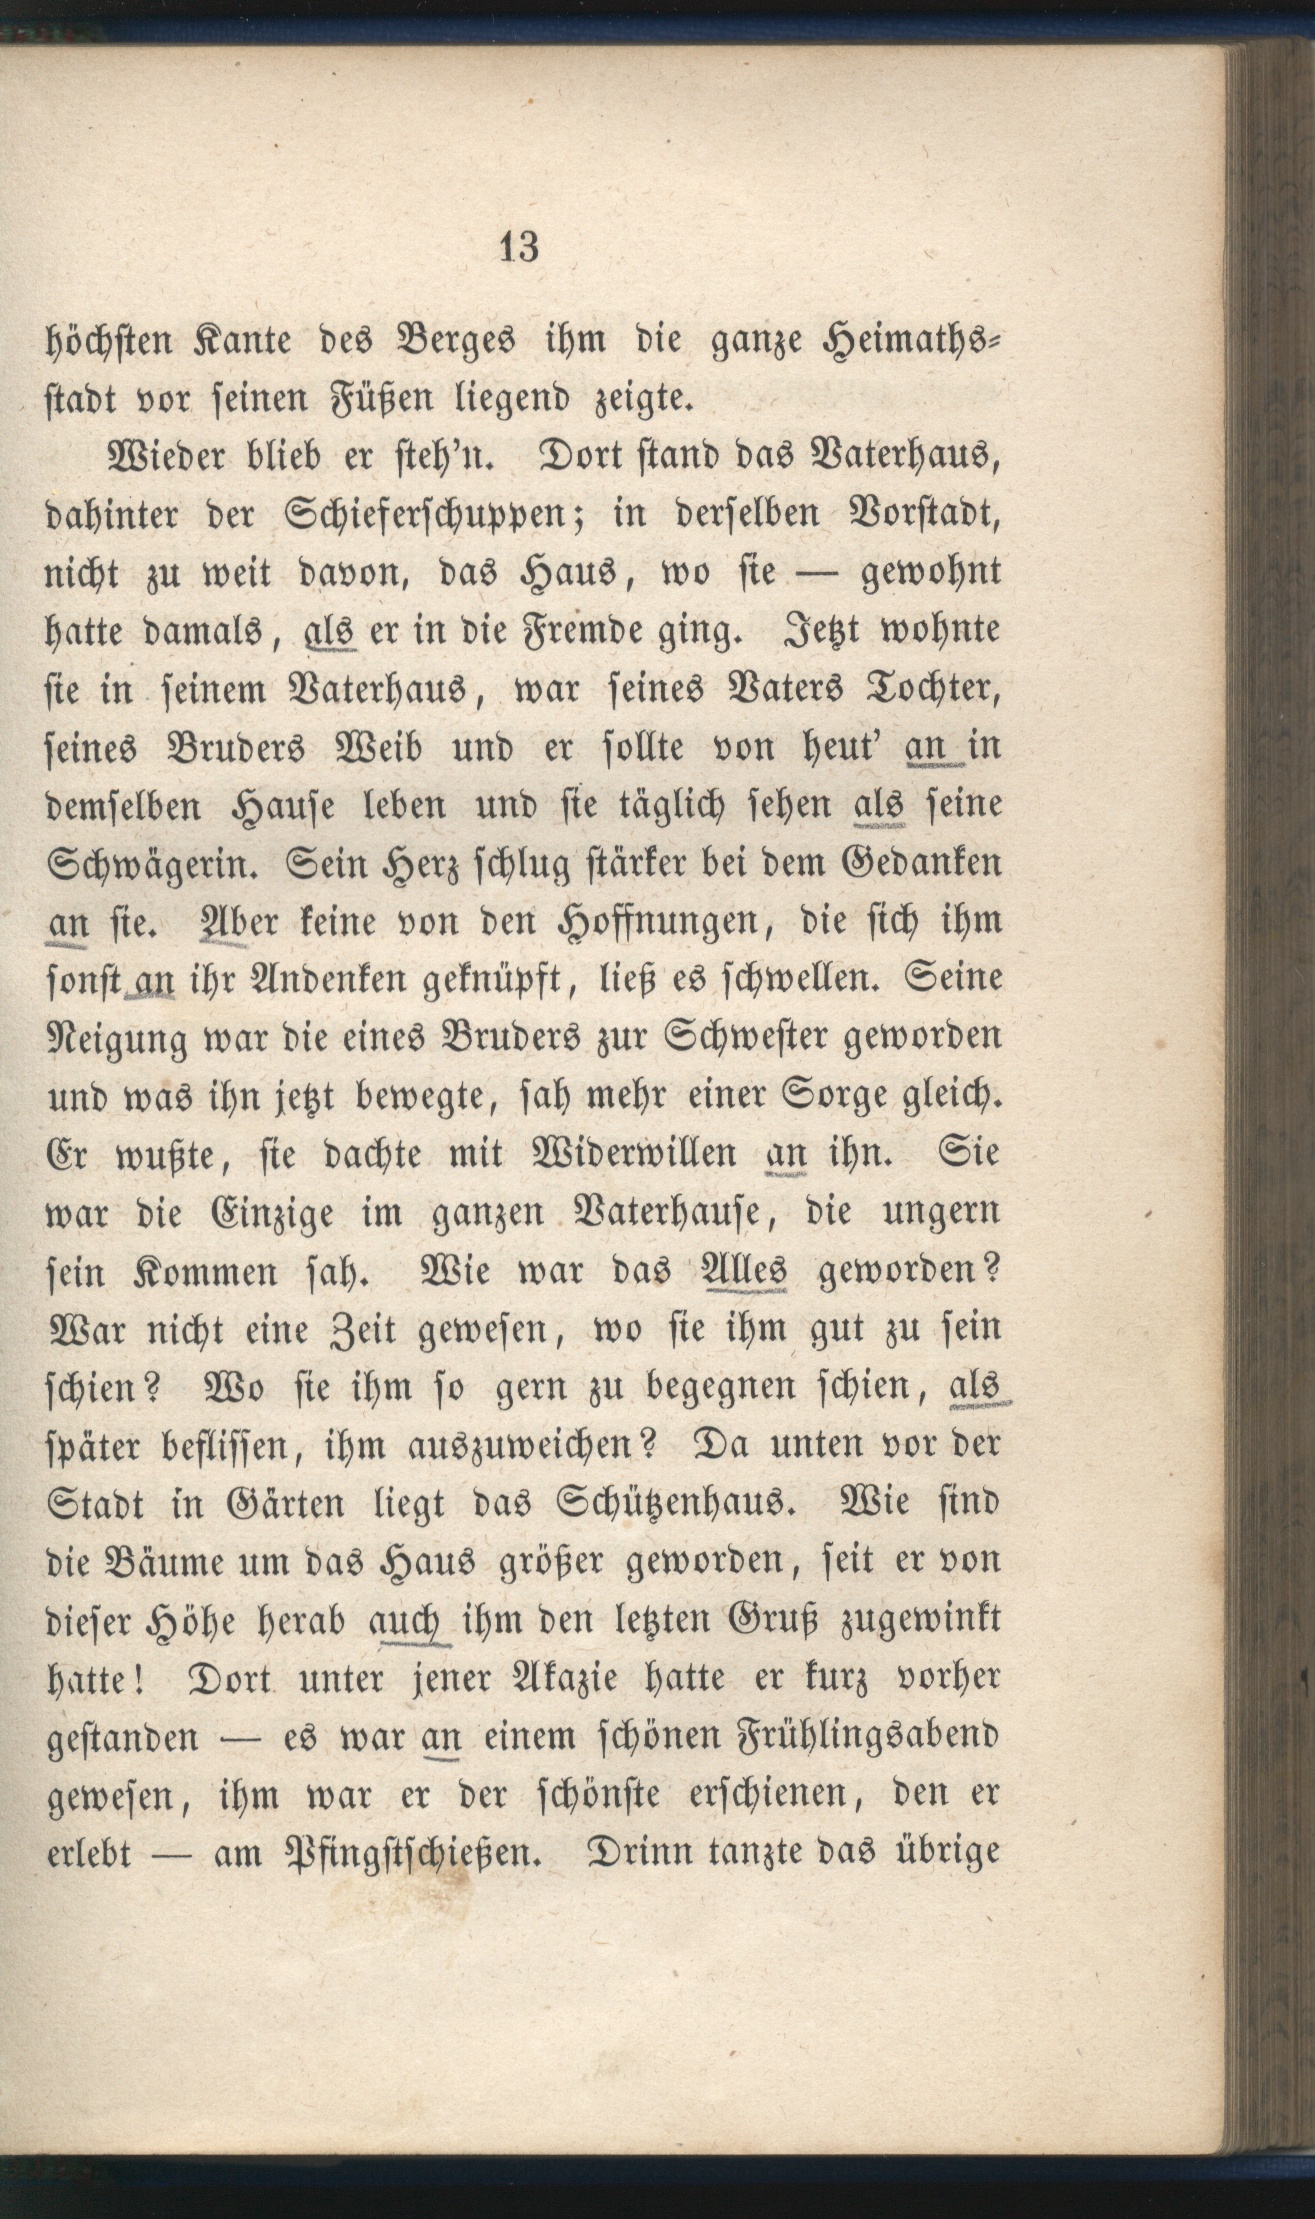 13
höchsten Kante des Berges ihm die ganze Heimaths-
stadt vor seinen Füßen liegend zeigte.
Wieder blieb er steh'n. Dort stand das Vaterhaus,
dahinter der Schieferschuppen; in derselben Vorstadt,
nicht zu weit davon, das Haus, wo sie — gewohnt
hatte damals, als er in die Fremde ging. Jetzt wohnte
sie in seinem Vaterhaus, war seines Vaters Tochter,
seines Bruders Weib und er sollte von heut' an in
demselben Hause leben und sie täglich sehen als seine
Schwägerin. Sein Herz schlug stärker bei dem Gedanken
an sie. Aber keine von den Hoffnungen, die sich ihm
sonst an ihr Andenken geknüpft, ließ es schwellen. Seine
Neigung war die eines Bruders zur Schwester geworden
und was ihn jetzt bewegte, sah mehr einer Sorge gleich.
Er wußte, sie dachte mit Widerwillen an ihn. Sie
war die Einzige im ganzen Vaterhause, die ungern
sein Kommen sah. Wie war das Alles geworden?
War nicht eine Zeit gewesen, wo sie ihm gut zu sein
schien? Wo sie ihm so gern zu begegnen schien, als
später beflissen, ihm auszuweichen? Da unten vor der
Stadt in Gärten liegt das Schützenhaus. Wie sind
die Bäume um das Haus größer geworden, seit er von
dieser Höhe herab auch ihm den letzten Gruß zugewinkt
hatte! Dort unter jener Akazie hatte er kurz vorher
gestanden — es war an einem schönen Frühlingsabend
gewesen, ihm war er der schönste erschienen, den er
erlebt — am Pfingstschießen. Drinn tanzte das übrige